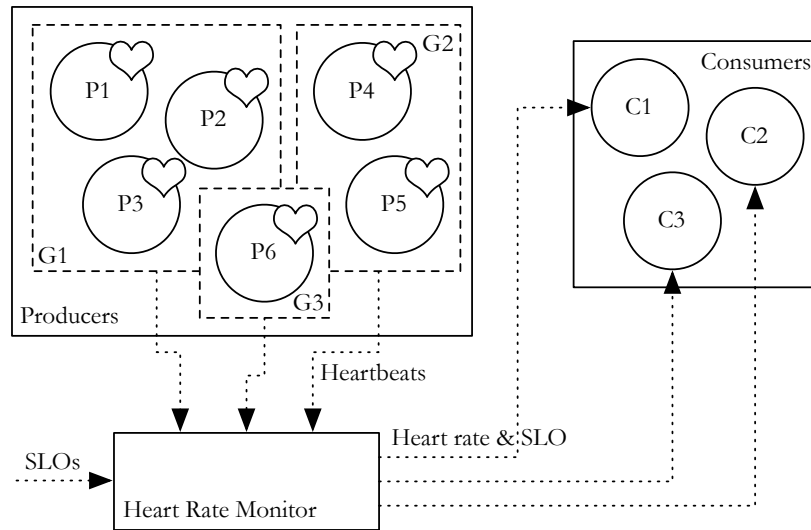 G2
Consumers
P1
P4
P2
C1
C2
P3
P5
C3
G1
P6
G3
Producers
Heartbeats
Heart rate & SLO
SLOs
Heart Rate Monitor